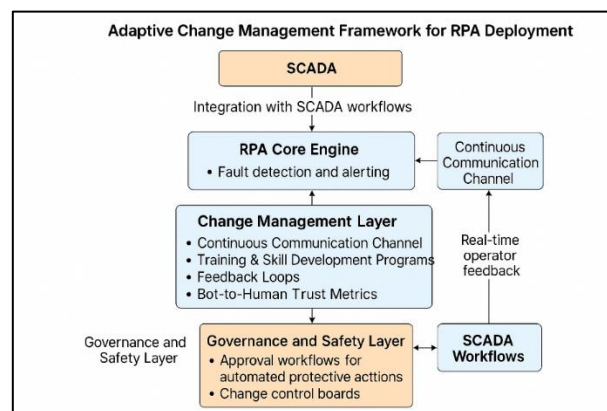 Adaptive Change Management Framework for RPA Deployment
SCADA
Integration with SCADA workflows
RPA Core Engine
• Fault detection and alerting
Continuous
Communication
Channel
Change Management Layer
• Continuous Communication Channel
• Training & Skill Development Programs
• Feedback Loops
• Bot-to-Human Trust Metrics
Real-time
operator
feedback
Governance and
Safety Layer
Governance and Safety Layer
• Approval workflows for
automated protective acttions
• Change control boards
SCADA
Workflows